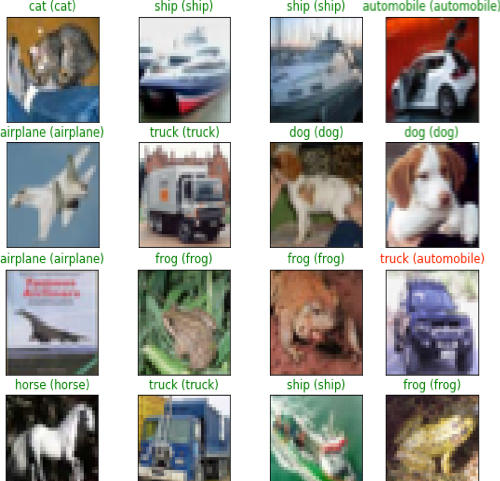 cat (cat)
ship (ship)
ship (ship)
automobile (automobile)
airplane (airplane)
truck (truck)
dog (dog)
dog (dog)
airplane (airplane)
frog (frog)
frog (frog)
truck (automobile)
horse (horse)
truck (truck)
ship (ship)
frog (frog)